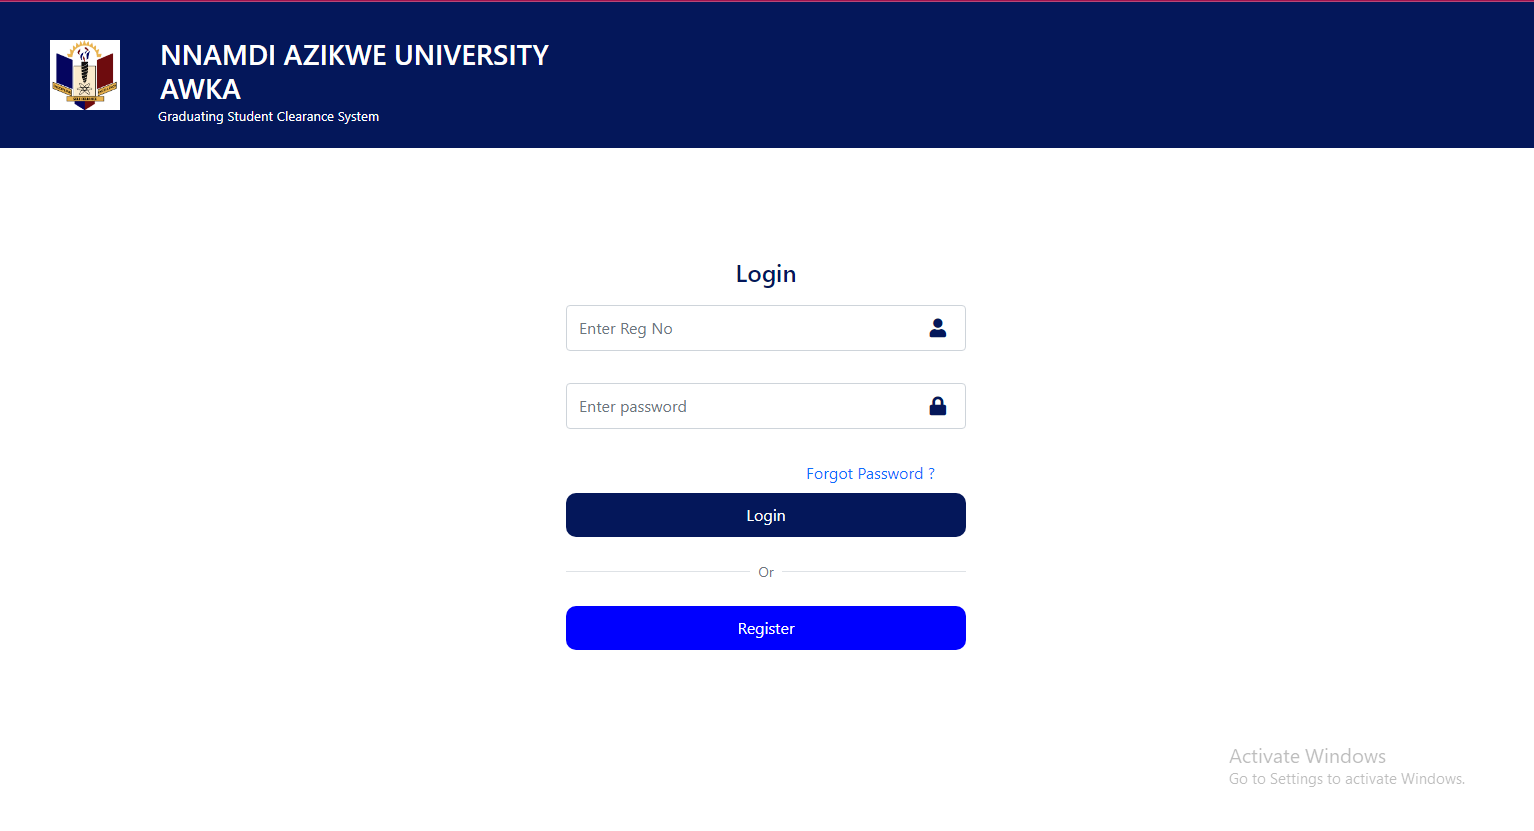 NNAMDI AZIKWE UNIVERSITY
AWKA
Graduating Student Clearance System
Login
Enter Reg No
Enter password
Forgot Password ?
Login
Or
Register
Activate Windows
Go to Settings to activate Windows.